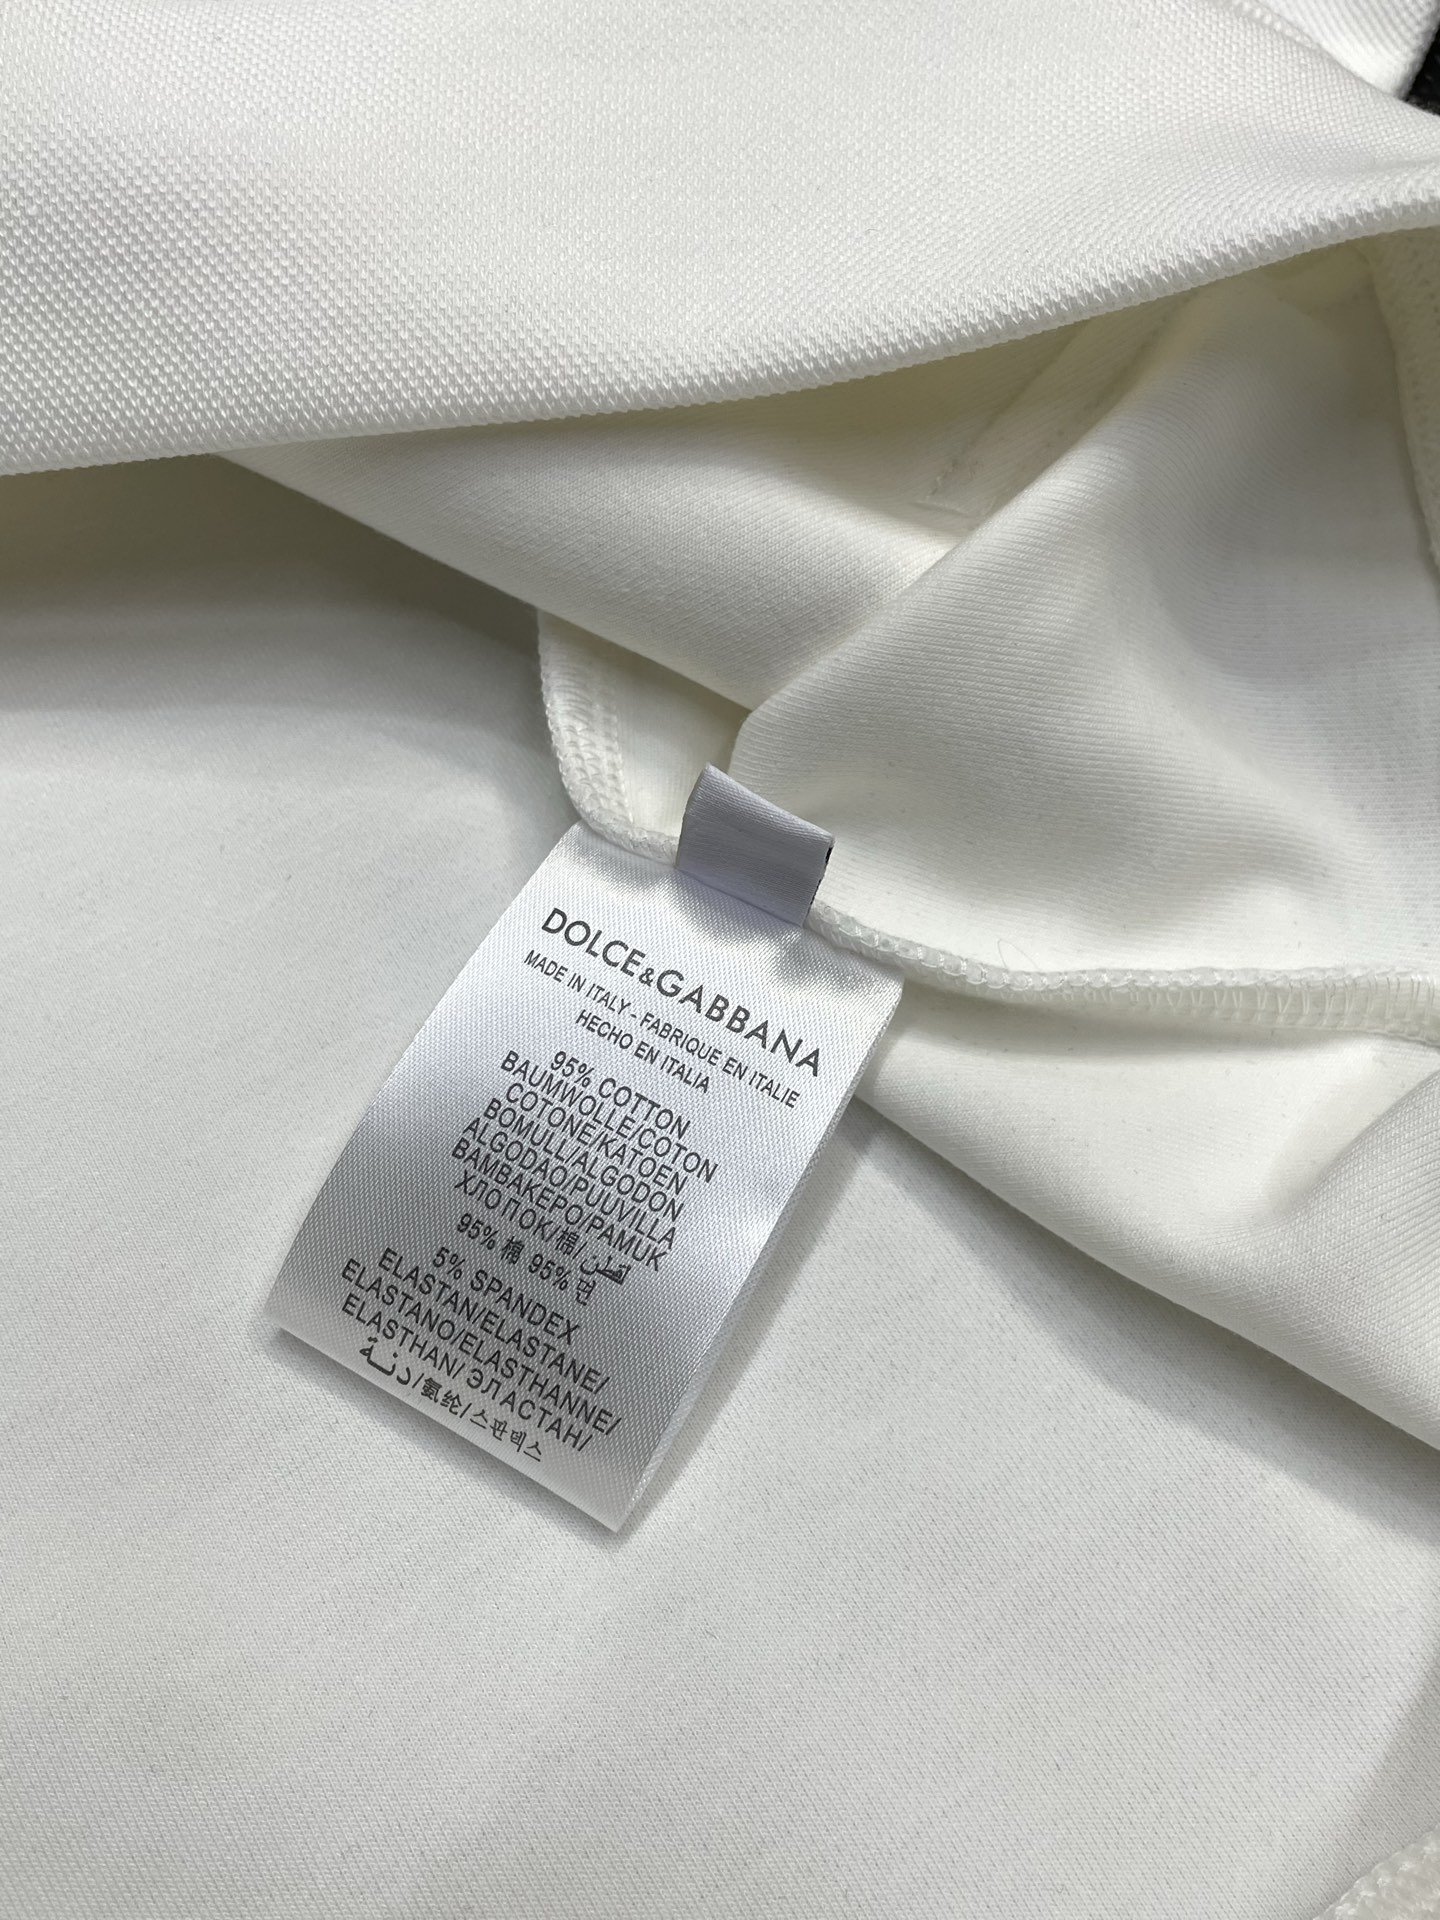 DOLCE&GABBANA
MADE IN ITALY - FABRIQUE EN ITALIE
HECHO EN ITALIA
95% COTTON
BAUMWOLLE/COTON
COTONE/KATOEN
BOMULL/ALGODON
ALGODAO/PUUVILLA
BAMBAKEPO/PAMUK
ХЛОПОК/棉/قطن
95% 棉 95% 면
5% SPANDEX
ELASTAN/ELASTANE/
ELASTANO/ELASTHANNE/
ELASTHAN/ ЭЛАСТАН/
/氨纶/스판덱스